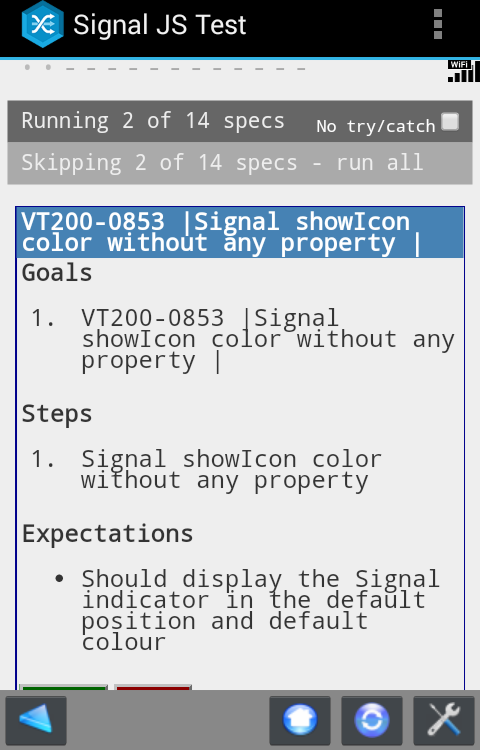 Signal JS Test
WiFi
Running 2 of 14 specs
No try/catch
Skipping 2 of 14 specs - run all
VT200-0853 |Signal showIcon
color without any property |
Goals
1. VT200-0853 |Signal
showIcon color without any
property |
Steps
1. Signal showIcon color
without any property
Expectations
• Should display the Signal
indicator in the default
position and default
colour